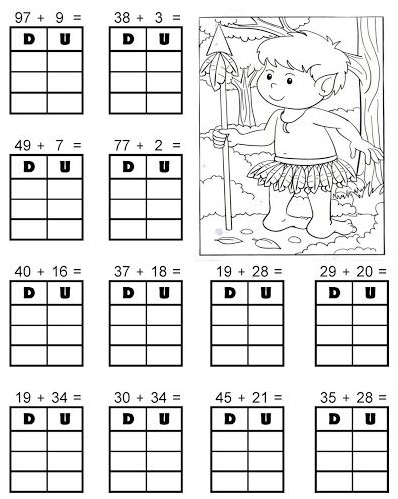 97 + 9 = 38 + 3 =
D U D U
49 + 7 = 77 + 2 =
D U D U
40 + 16 = 37 + 18 = 19 + 28 = 29 + 20 =
D U D U D U D U
19 + 34 = 30 + 34 = 45 + 21 = 35 + 28 =
D U D U D U D U